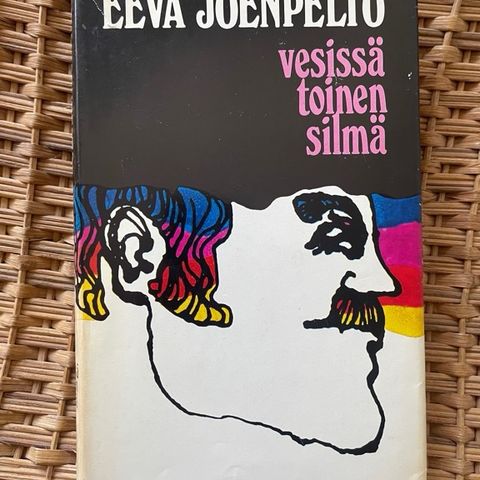 EEVA JOENPELTO
vesissä
toinen
silmä